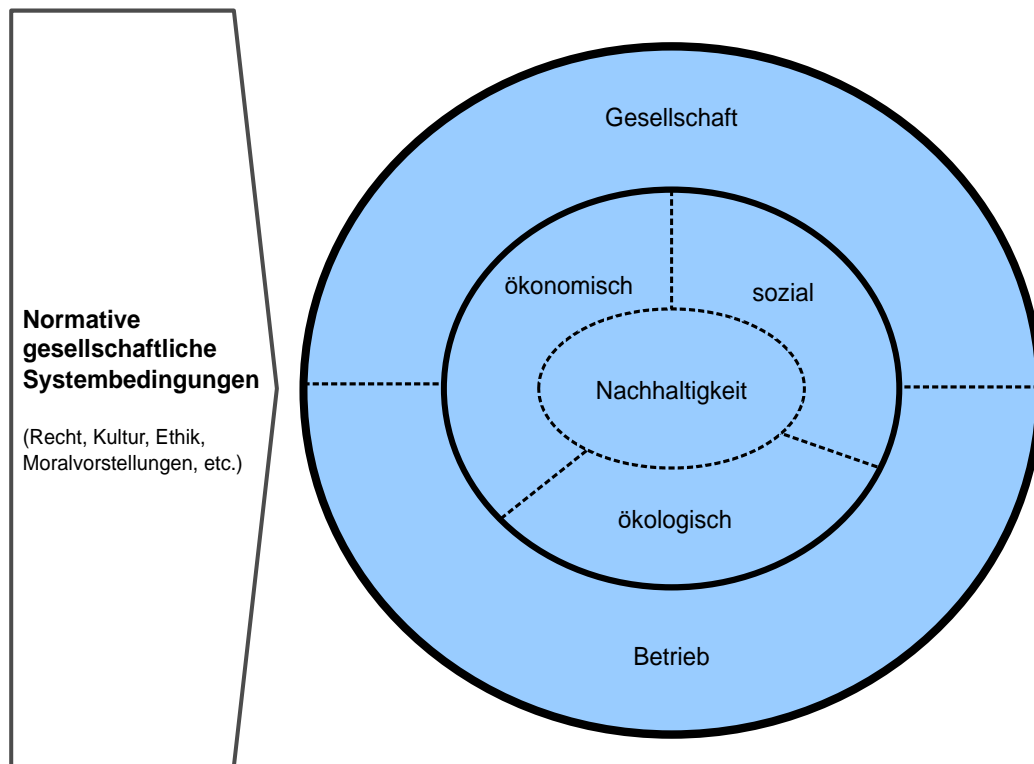 Normative
gesellschaftliche
Systembedingungen
(Recht, Kultur, Ethik,
Moralvorstellungen, etc.)
Gesellschaft
ökonomisch
sozial
Nachhaltigkeit
ökologisch
Betrieb